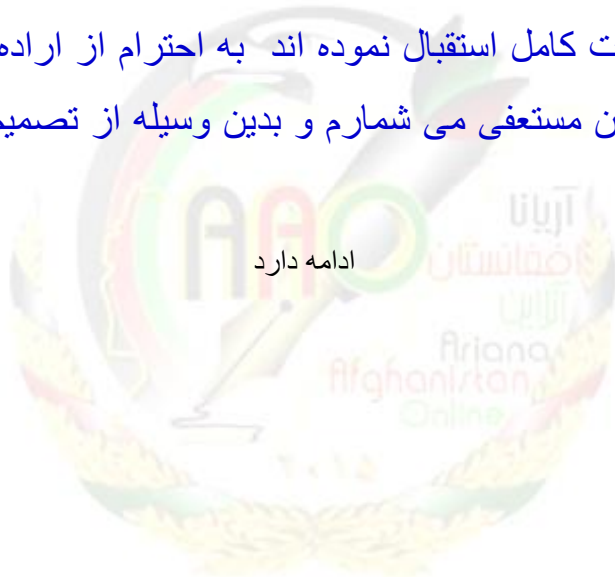 ت کامل استقبال نموده اند به احترام از اراده
ن مستعفی می شمارم و بدین وسیله از تصمیم
ادامه دارد
AAO
آریانا
افغانستان
آنلاین
Ariana
Afghanistan
Online